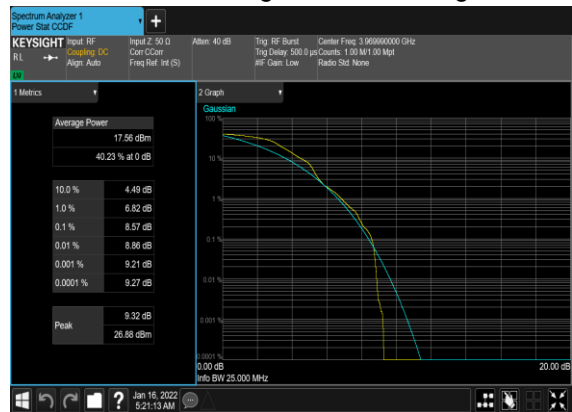 Spectrum Analyzer 1
Power Stat CCDF
KEYSIGHT
RL
Input: RF
Coupling: DC
Align: Auto
Input Z: 50 Ω
Corr CCorr
Freq Ref: Int (S)
Atten: 40 dB
Trig: RF Burst
Trig Delay: 500.0 µs
#IF Gain: Low
Center Freq: 3.969990000 GHz
Counts: 1.00 M/1.00 Mpt
Radio Std: None
1 Metrics
Average Power
17.56 dBm
40.23 % at 0 dB
10.0 % 4.49 dB
1.0 % 6.82 dB
0.1 % 8.57 dB
0.01 % 8.86 dB
0.001 % 9.21 dB
0.0001 % 9.27 dB
Peak
9.32 dB
26.88 dBm
2 Graph
Gaussian
100 %
10 %
1 %
0.1 %
0.01 %
0.001 %
0.0001 %
0.00 dB
20.00 dB
Info BW 25.000 MHz
?
Jan 16, 2022
5:21:13 AM